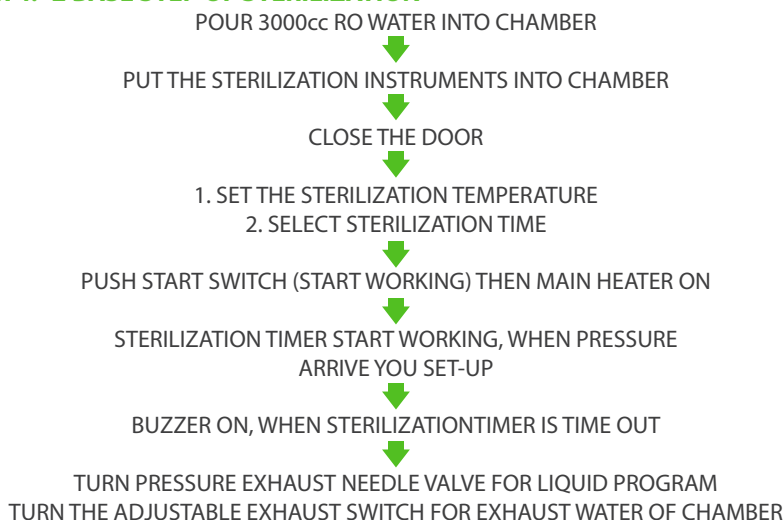 POUR 3000cc RO WATER INTO CHAMBER
PUT THE STERILIZATION INSTRUMENTS INTO CHAMBER
CLOSE THE DOOR
1. SET THE STERILIZATION TEMPERATURE
2. SELECT STERILIZATION TIME
PUSH START SWITCH (START WORKING) THEN MAIN HEATER ON
STERILIZATION TIMER START WORKING, WHEN PRESSURE
ARRIVE YOU SET-UP
BUZZER ON, WHEN STERILIZATIONTIMER IS TIME OUT
TURN PRESSURE EXHAUST NEEDLE VALVE FOR LIQUID PROGRAM
TURN THE ADJUSTABLE EXHAUST SWITCH FOR EXHAUST WATER OF CHAMBER